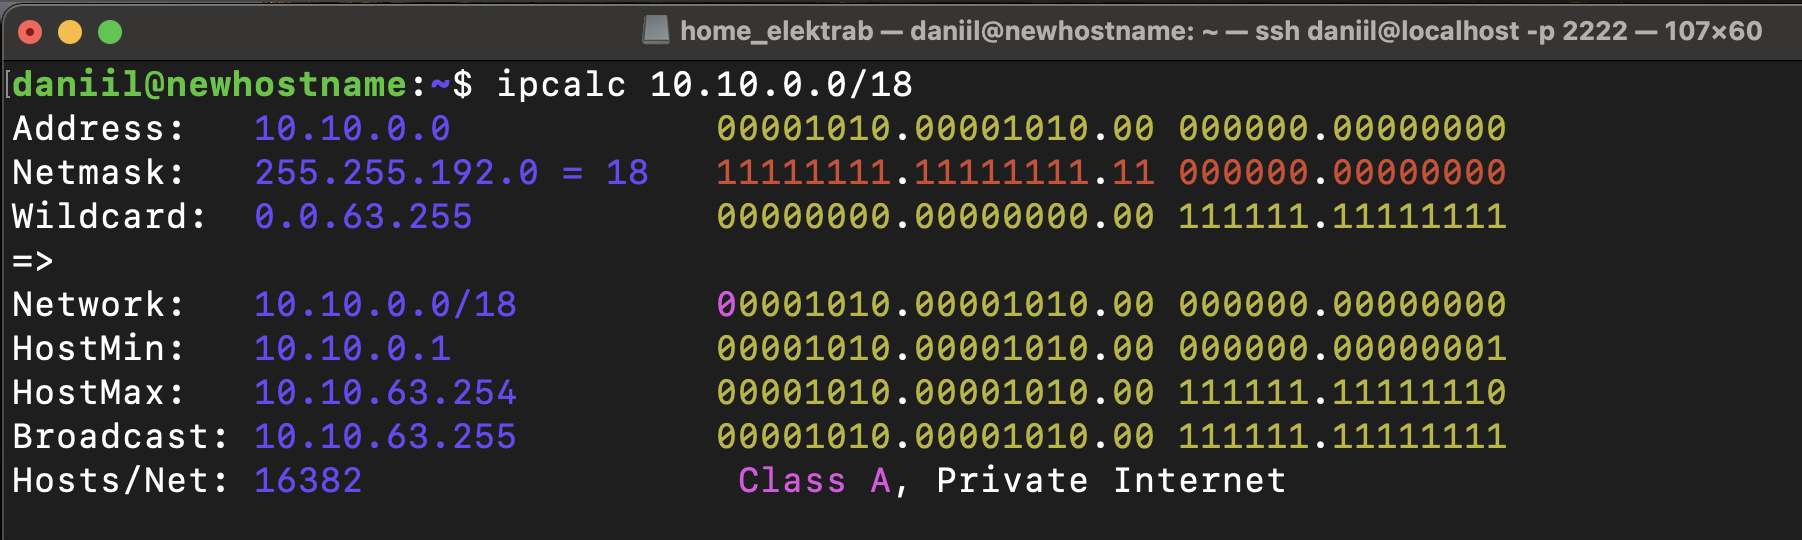 home_elektrab — daniil@newhostname: ~ — ssh daniil@localhost -p 2222 — 107×60
[daniil@newhostname:~$ ipcalc 10.10.0.0/18
Address:   10.10.0.0            00001010.00001010.00 000000.00000000
Netmask:   255.255.192.0 = 18   11111111.11111111.11 000000.00000000
Wildcard:  0.0.63.255           00000000.00000000.00 111111.11111111
=>
Network:   10.10.0.0/18         00001010.00001010.00 000000.00000000
HostMin:   10.10.0.1            00001010.00001010.00 000000.00000001
HostMax:   10.10.63.254         00001010.00001010.00 111111.11111110
Broadcast: 10.10.63.255         00001010.00001010.00 111111.11111111
Hosts/Net: 16382                 Class A, Private Internet